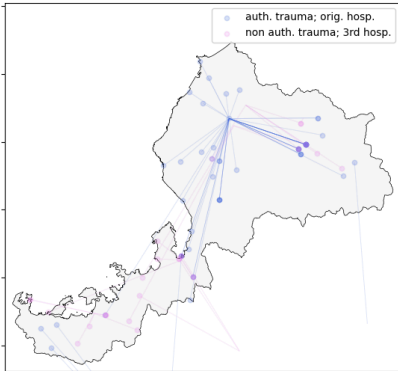 auth. trauma; orig. hosp.
non auth. trauma; 3rd hosp.